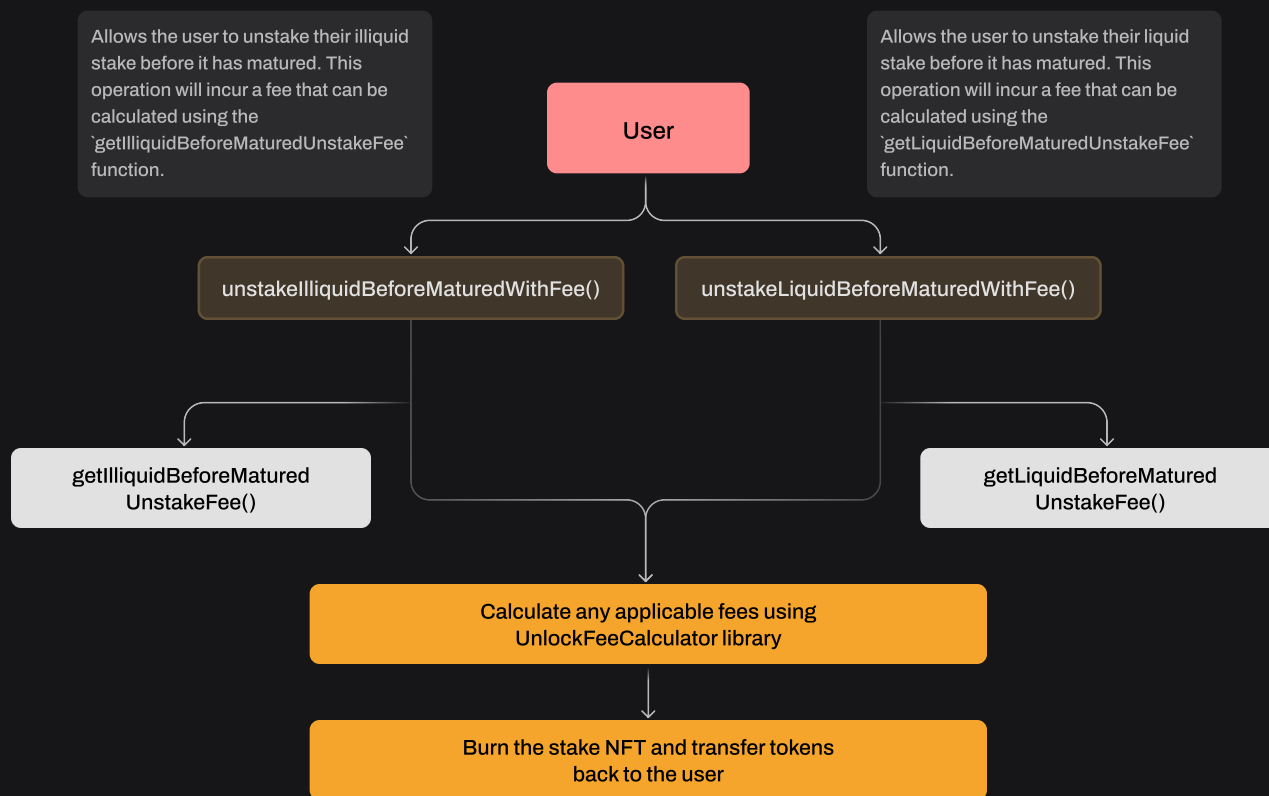 Allows the user to unstake their illiquid
stake before it has matured. This
operation will incur a fee that can be
calculated using the
`getIlliquidBeforeMaturedUnstakeFee`
function.
User
Allows the user to unstake their liquid
stake before it has matured. This
operation will incur a fee that can be
calculated using the
`getLiquidBeforeMaturedUnstakeFee`
function.
unstakeIlliquidBeforeMaturedWithFee()
unstakeLiquidBeforeMaturedWithFee()
getIlliquidBeforeMatured
UnstakeFee()
getLiquidBeforeMatured
UnstakeFee()
Calculate any applicable fees using
UnlockFeeCalculator library
Burn the stake NFT and transfer tokens
back to the user